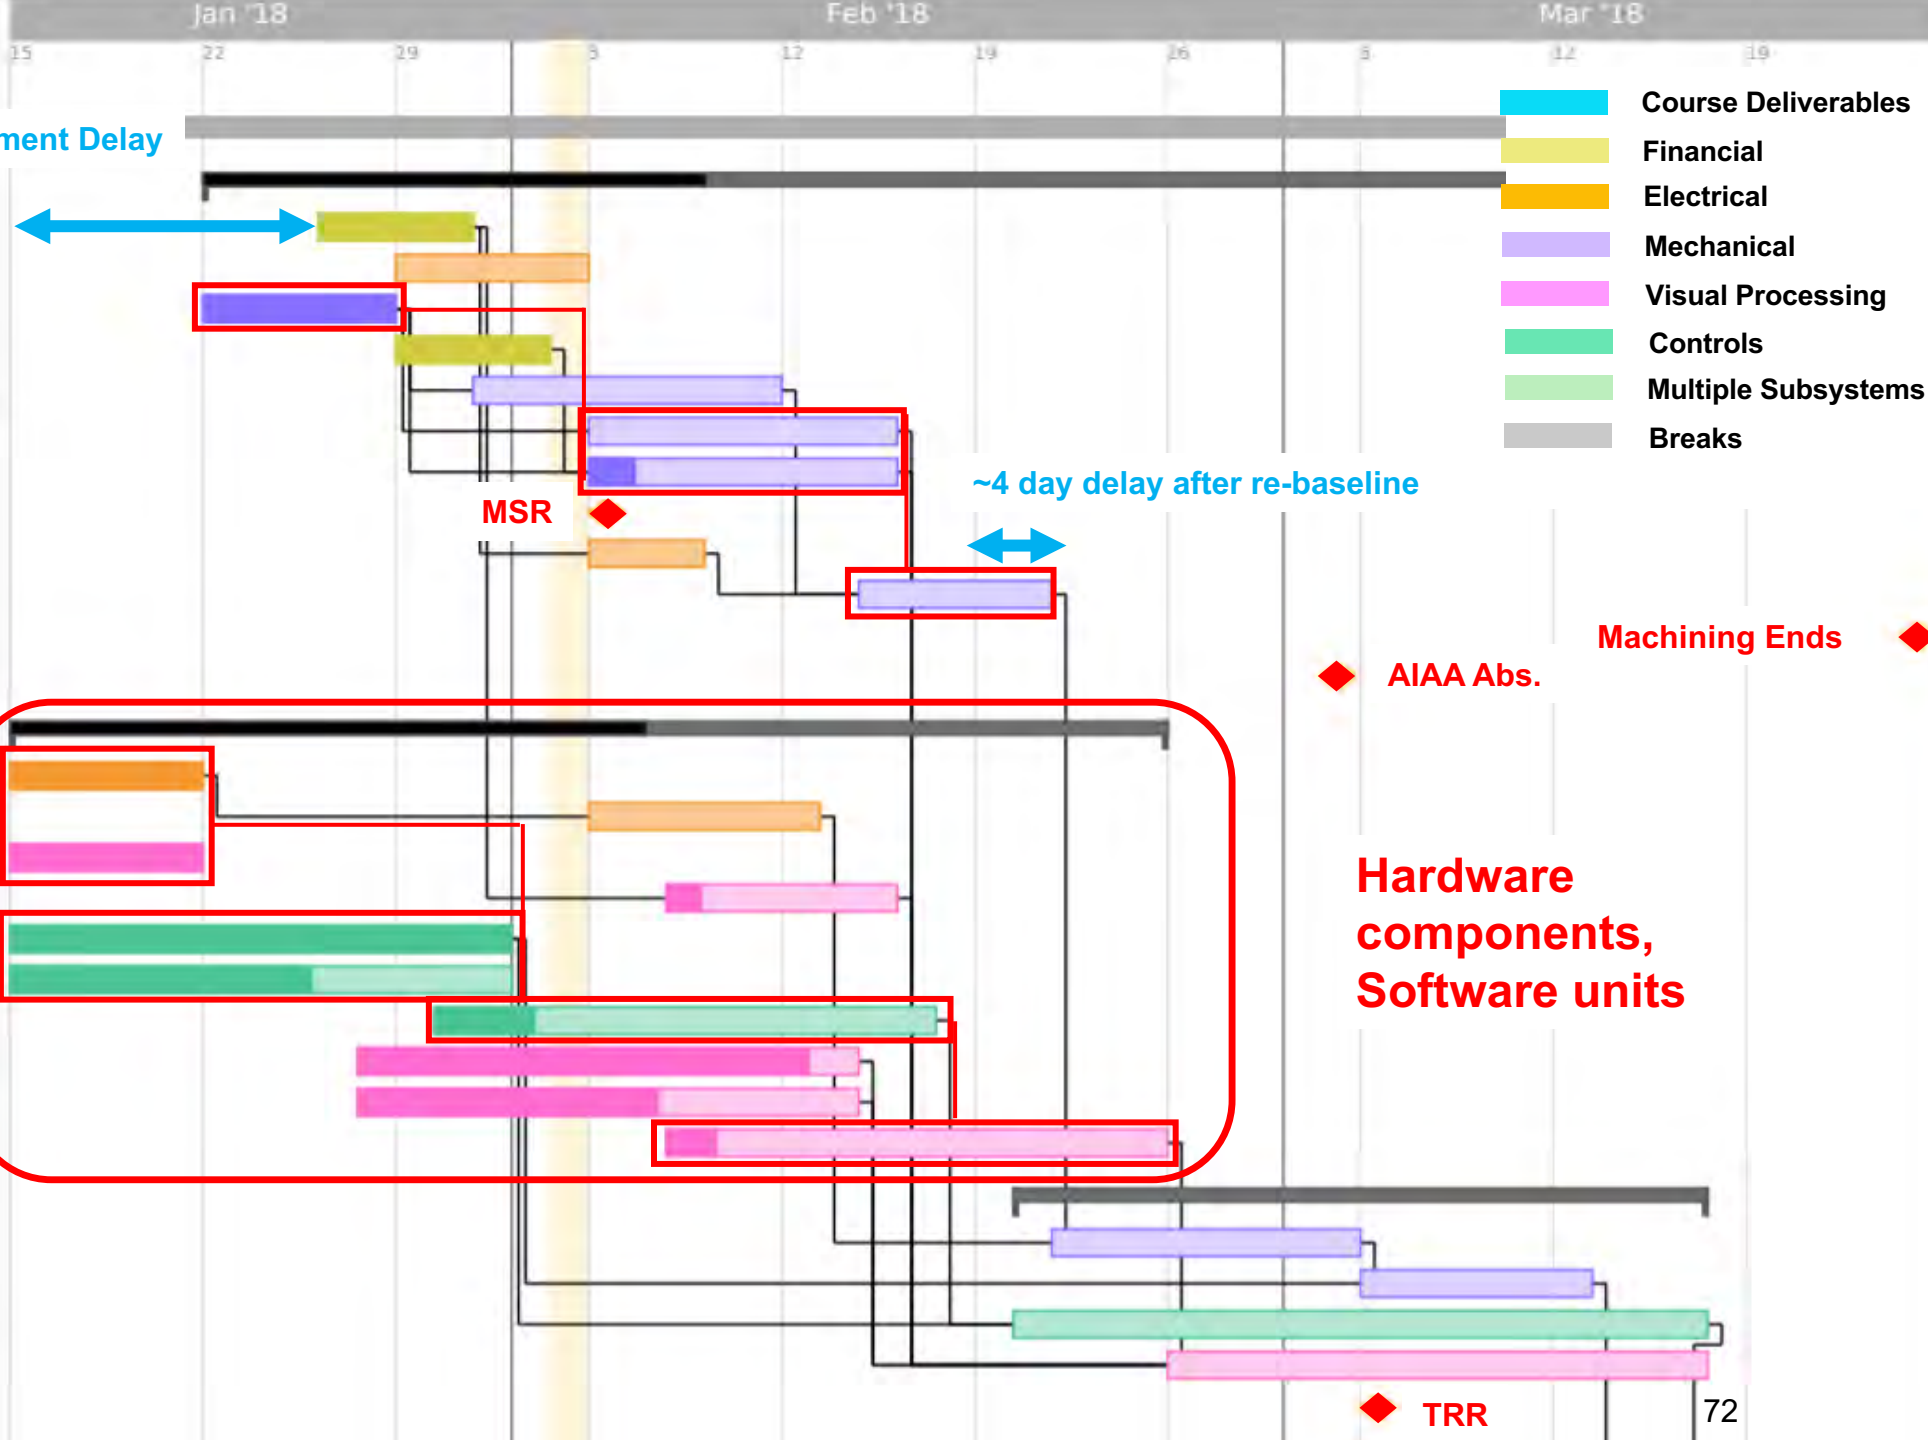 Jan '18 Feb '18 Mar '18
15 22 29 5 12 19 26 5 12 19
Course Deliverables
ment Delay
Financial
Electrical
Mechanical
Visual Processing
Controls
Multiple Subsystems
Breaks
~4 day delay after re-baseline
MSR
Machining Ends
AIAA Abs.
Hardware
components,
Software units
72
TRR